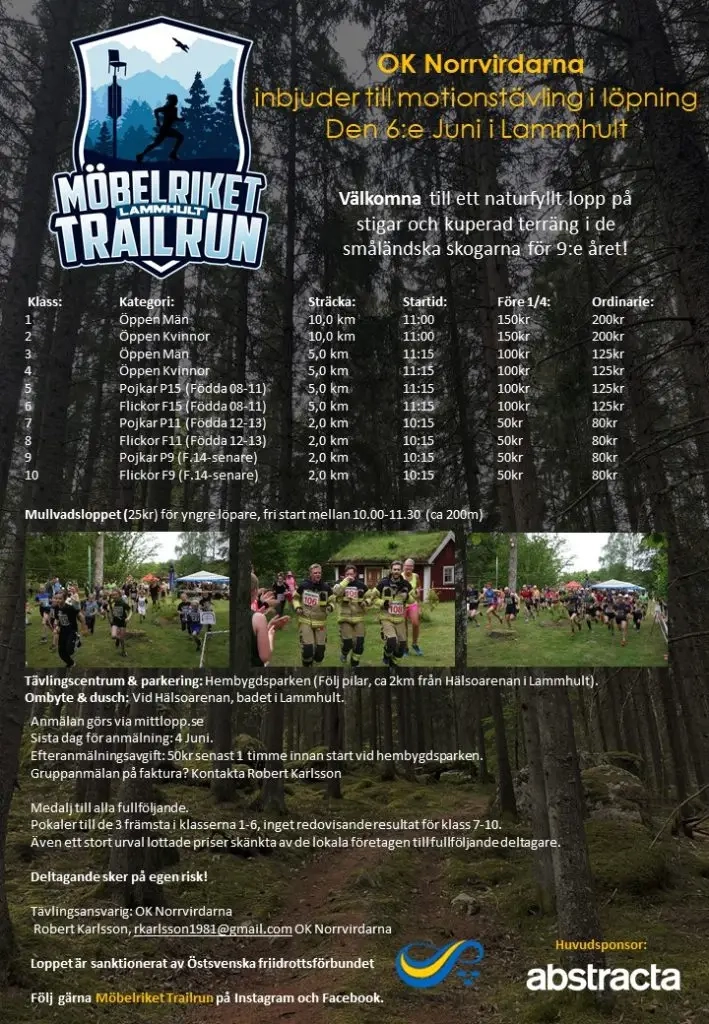 OK Norrvirdarna
inbjuder till motionstävling i löpning
Den 6:e Juni i Lammhult
MÖBELRIKET
LAMMHULT
TRAILRUN
Välkomna till ett naturfyllt lopp på
stigar och kuperad terräng i de
småländska skogarna för 9:e året!
Klass: Kategori: Sträcka: Startid: Före 1/4: Ordinarie:
1 Öppen Män 10,0 km 11:00 150kr 200kr
2 Öppen Kvinnor 10,0 km 11:00 150kr 200kr
3 Öppen Män 5,0 km 11:15 100kr 125kr
4 Öppen Kvinnor 5,0 km 11:15 100kr 125kr
5 Pojkar P15 (Födda 08-11) 5,0 km 11:15 100kr 125kr
6 Flickor F15 (Födda 08-11) 5,0 km 11:15 100kr 125kr
7 Pojkar P11 (Födda 12-13) 2,0 km 10:15 50kr 80kr
8 Flickor F11 (Födda 12-13) 2,0 km 10:15 50kr 80kr
9 Pojkar P9 (F.14-senare) 2,0 km 10:15 50kr 80kr
10 Flickor F9 (F.14-senare) 2,0 km 10:15 50kr 80kr
Mullvadsloppet (25kr) för yngre löpare, fri start mellan 10.00-11.30 (ca 200m)
Tävlingscentrum & parkering: Hembygdsparken (Följ pilar, ca 2km från Hälsoarenan i Lammhult).
Ombyte & dusch: Vid Hälsoarenan, badet i Lammhult.
Anmälan görs via mittlopp.se
Sista dag för anmälning: 4 Juni.
Efteranmälningsavgift: 50kr senast 1 timme innan start vid hembygdsparken.
Gruppanmälan på faktura? Kontakta Robert Karlsson
Medalj till alla fullföljande.
Pokaler till de 3 främsta i klasserna 1-6, inget redovisande resultat för klass 7-10.
Även ett stort urval lottade priser skänkta av de lokala företagen till fullföljande deltagare.
Deltagande sker på egen risk!
Tävlingsansvarig: OK Norrvirdarna
Robert Karlsson, rkarlsson1981@gmail.com OK Norrvirdarna
Loppet är sanktionerat av Östsvenska friidrottsförbundet
Följ gärna Möbelriket Trailrun på Instagram och Facebook.
Huvudsponsor:
abstracta